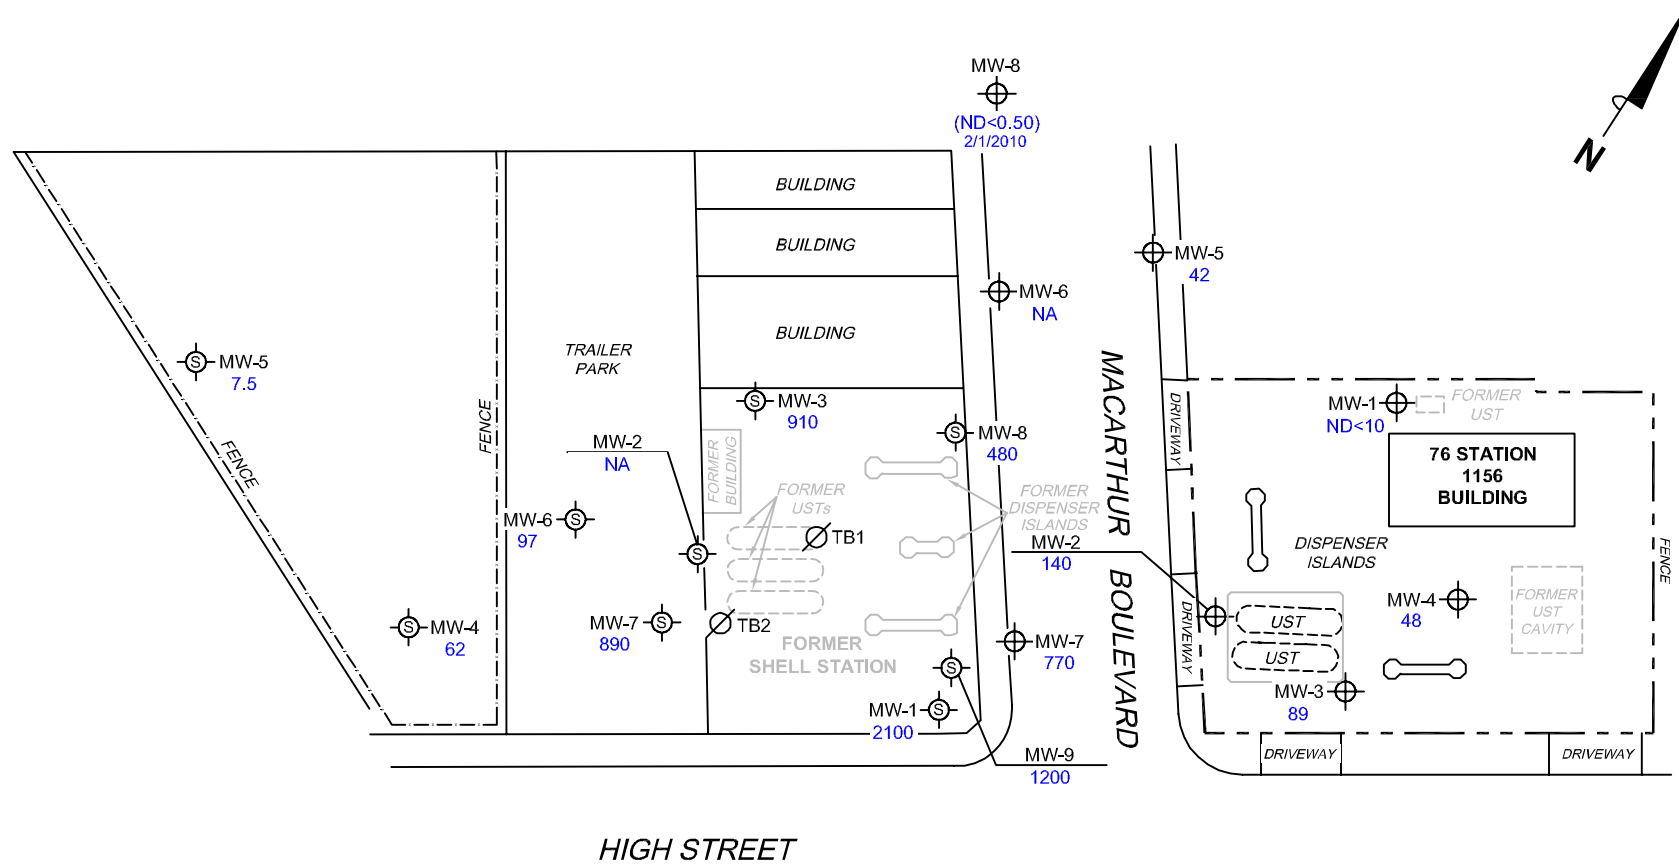 MW-8
(ND<0.50)
2/1/2010
N
BUILDING
BUILDING
BUILDING
MW-5
42
MW-6
NA
MW-5
7.5
TRAILER
PARK
FENCE
FENCE
MW-3
910
MW-8
480
MW-2
NA
FORMER
BUILDING
FORMER
USTs
FORMER
DISPENSER
ISLANDS
MW-6
97
TB1
MW-4
62
MW-7
890
TB2
FORMER
SHELL STATION
MW-1
2100
MW-9
1200
MW-7
770
MW-2
140
MACARTHUR BOULEVARD
DRIVEWAY
DRIVEWAY
MW-1
ND<10
FORMER
UST
76 STATION
1156
BUILDING
DISPENSER
ISLANDS
FENCE
UST
UST
MW-4
48
FORMER
UST
CAVITY
MW-3
89
DRIVEWAY
DRIVEWAY
HIGH STREET